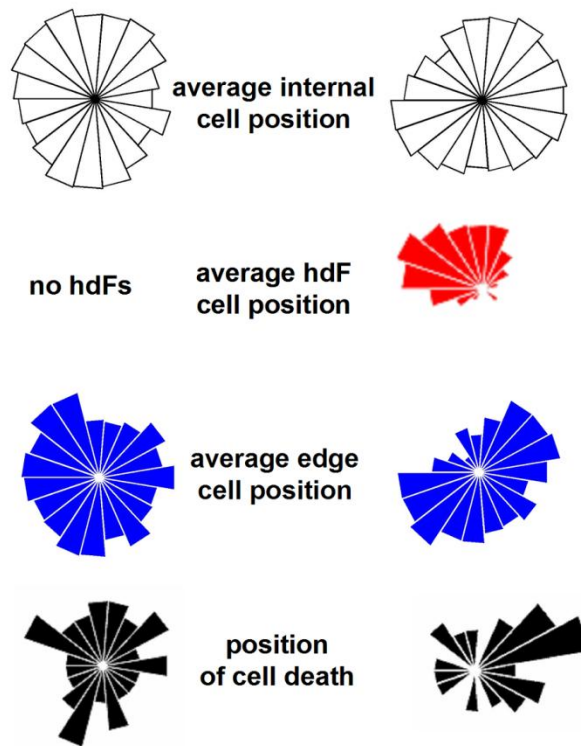 average internal
cell position
no hdFs
average hdF
cell position
average edge
cell position
position
of cell death